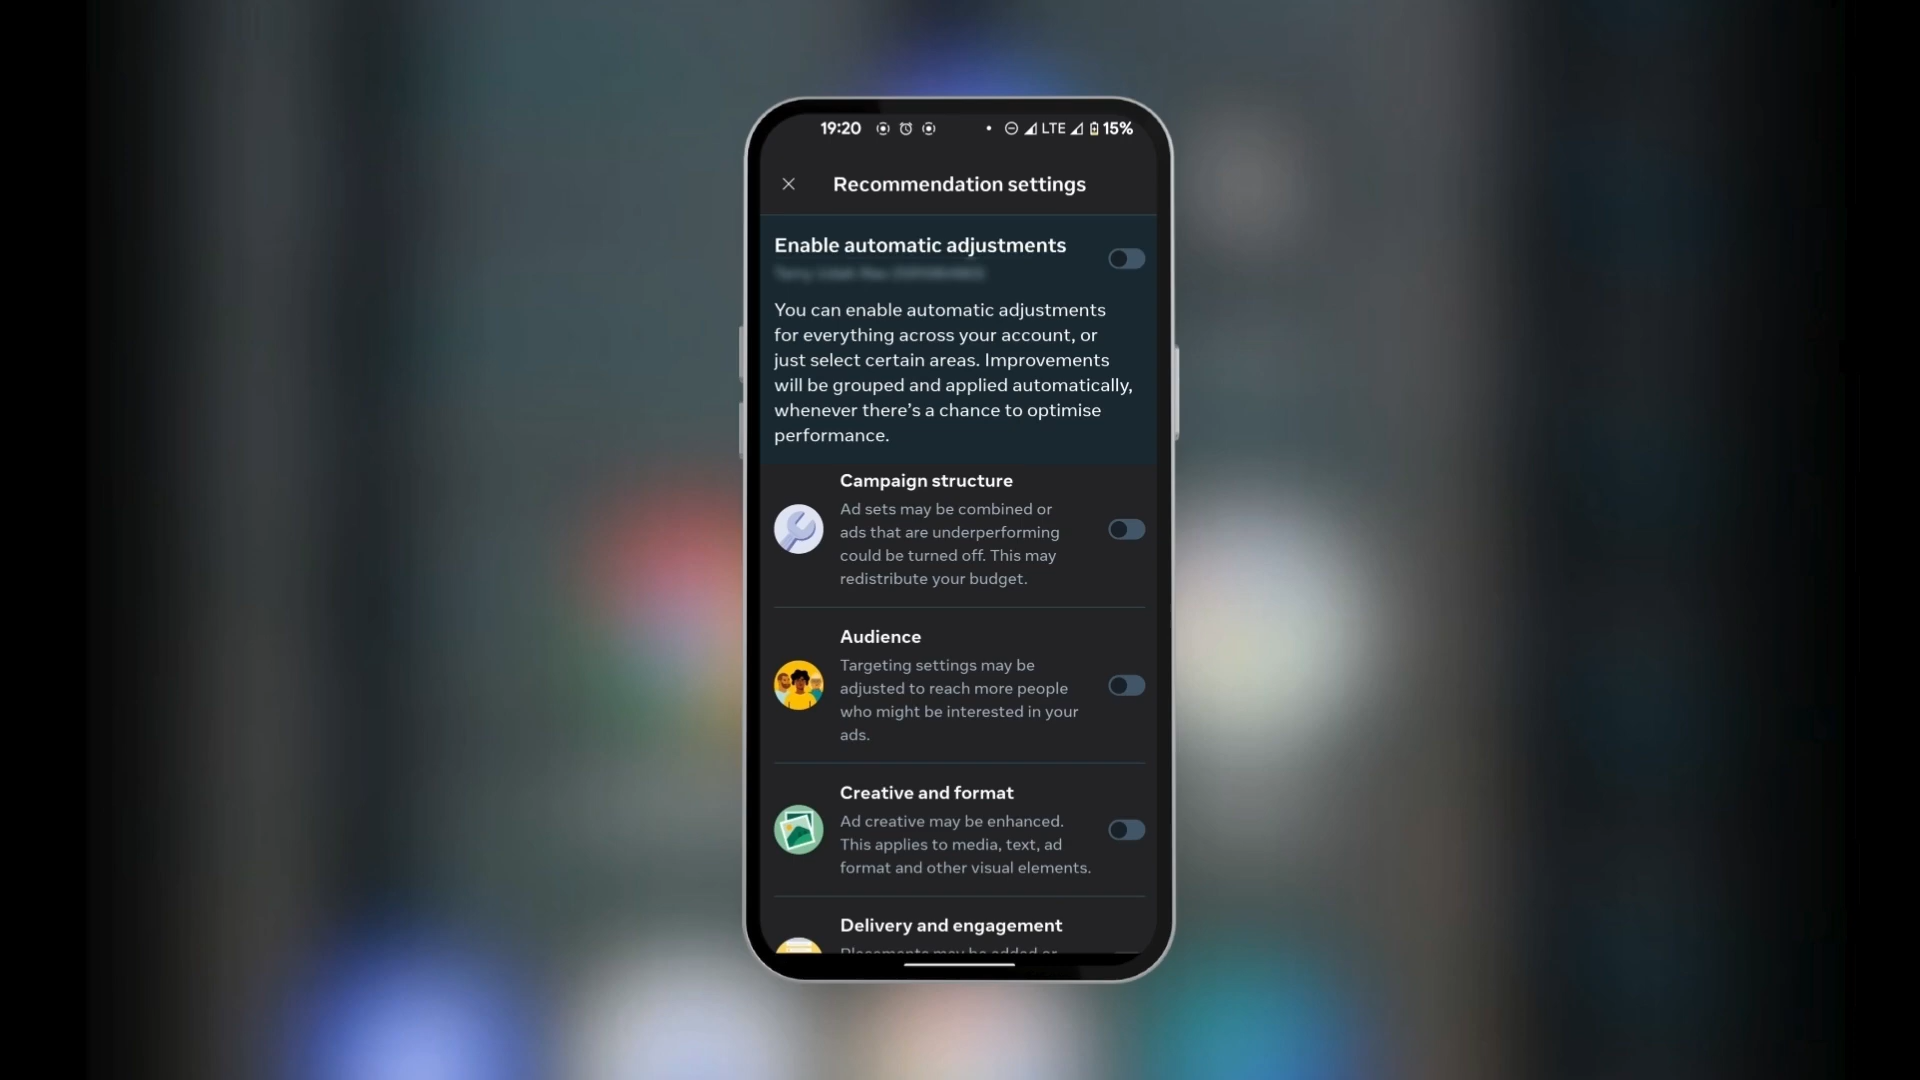 19:20 LTE 15%
Recommendation settings
Enable automatic adjustments
You can enable automatic adjustments
for everything across your account, or
just select certain areas. Improvements
will be grouped and applied automatically,
whenever there’s a chance to optimise
performance.
Campaign structure
Ad sets may be combined or
ads that are underperforming
could be turned off. This may
redistribute your budget.
Audience
Targeting settings may be
adjusted to reach more people
who might be interested in your
ads.
Creative and format
Ad creative may be enhanced.
This applies to media, text, ad
format and other visual elements.
Delivery and engagement
Placements may be added or